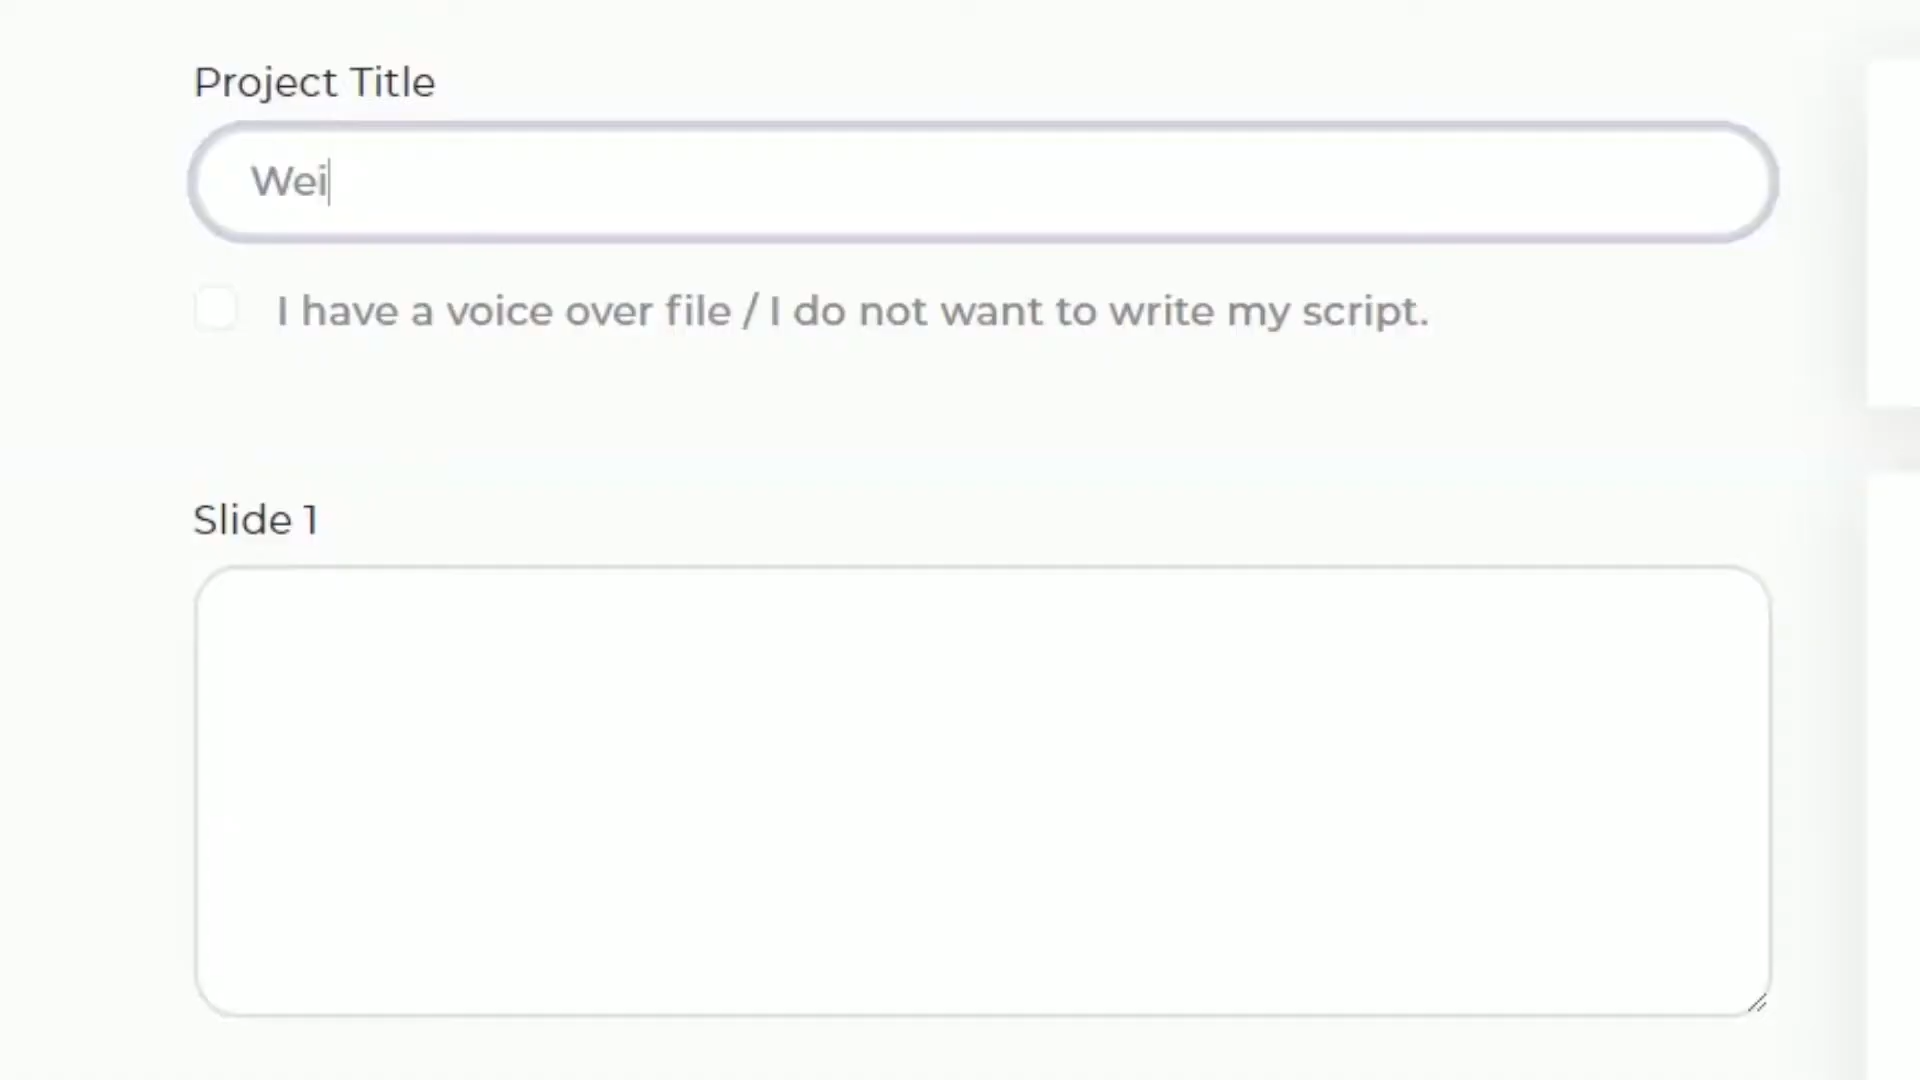 Project Title
Wei
I have a voice over file / I do not want to write my script.
Slide 1